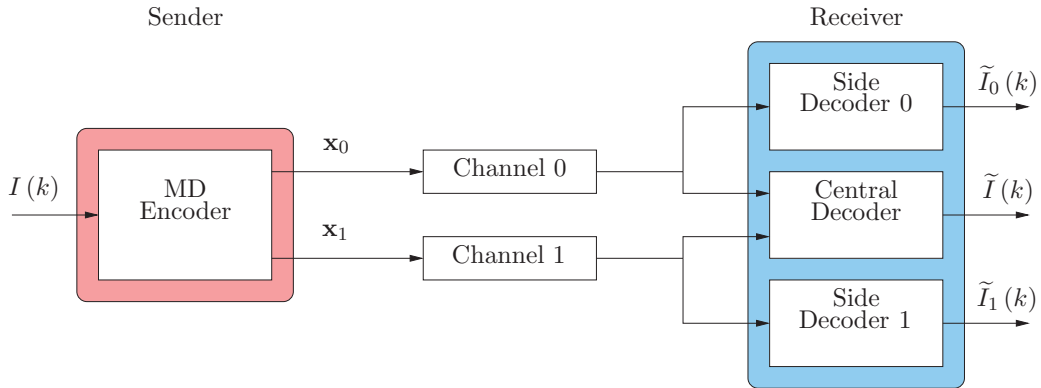 Sender
Receiver
I (k)
MD
Encoder
x₀
x₁
Channel 0
Channel 1
Side
Decoder 0
Central
Decoder
Side
Decoder 1
Ĩ₀ (k)
Ĩ (k)
Ĩ₁ (k)